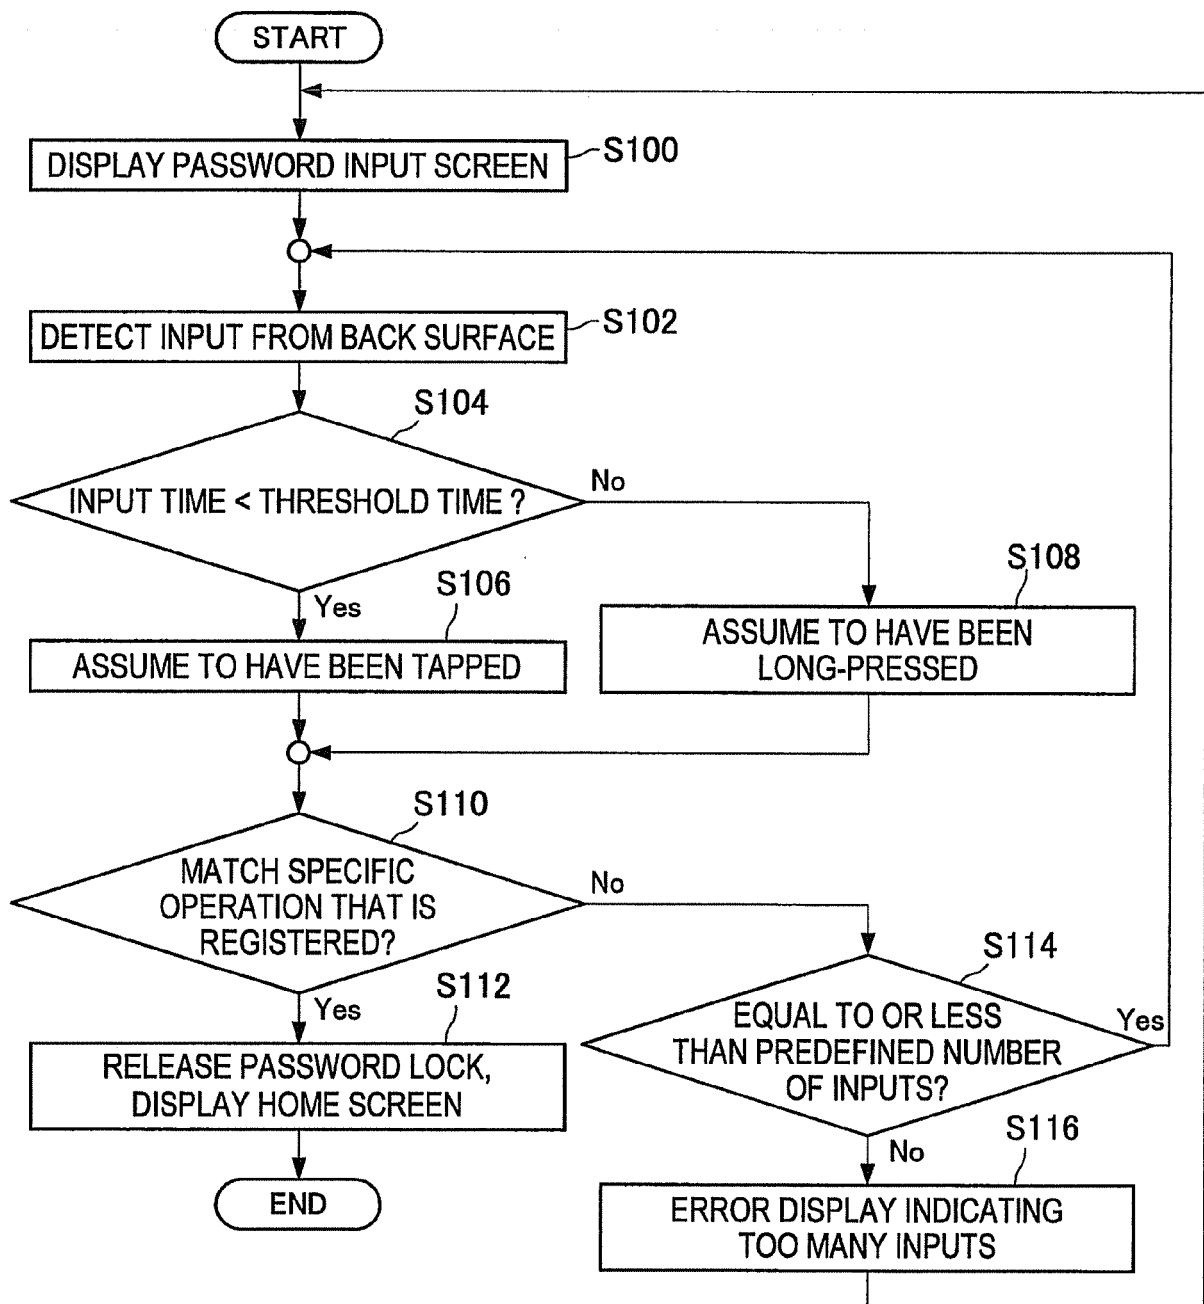 START
DISPLAY PASSWORD INPUT SCREEN
S100
DETECT INPUT FROM BACK SURFACE
S102
S104
INPUT TIME < THRESHOLD TIME ?
No
Yes
S106
ASSUME TO HAVE BEEN TAPPED
S108
ASSUME TO HAVE BEEN
LONG-PRESSED
S110
MATCH SPECIFIC
OPERATION THAT IS
REGISTERED?
No
Yes
S112
RELEASE PASSWORD LOCK,
DISPLAY HOME SCREEN
END
S114
EQUAL TO OR LESS
THAN PREDEFINED NUMBER
OF INPUTS?
Yes
No
S116
ERROR DISPLAY INDICATING
TOO MANY INPUTS